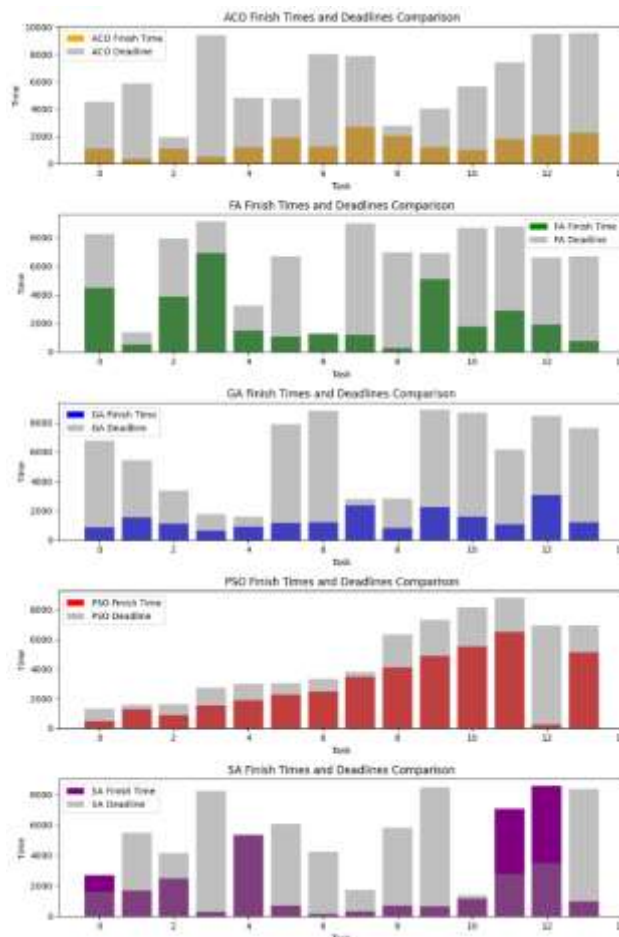 ACO Finish Times and Deadlines Comparison
10000
ACO Finish Time
ACO Deadline
8000
6000
Time
4000
2000
0
0 2 4 6 8 10 12 1
Task
FA Finish Times and Deadlines Comparison
FA Finish Time
8000
FA Deadline
6000
Time
4000
2000
0
0 2 4 6 8 10 12 1
Task
GA Finish Times and Deadlines Comparison
GA Finish Time
8000
GA Deadline
6000
Time
4000
2000
0
0 2 4 6 8 10 12 1
Task
PSO Finish Times and Deadlines Comparison
PSO Finish Time
8000
PSO Deadline
6000
Time
4000
2000
0
0 2 4 6 8 10 12 1
Task
SA Finish Times and Deadlines Comparison
SA Finish Time
8000
SA Deadline
6000
Time
4000
2000
0
0 2 4 6 8 10 12 1
Task